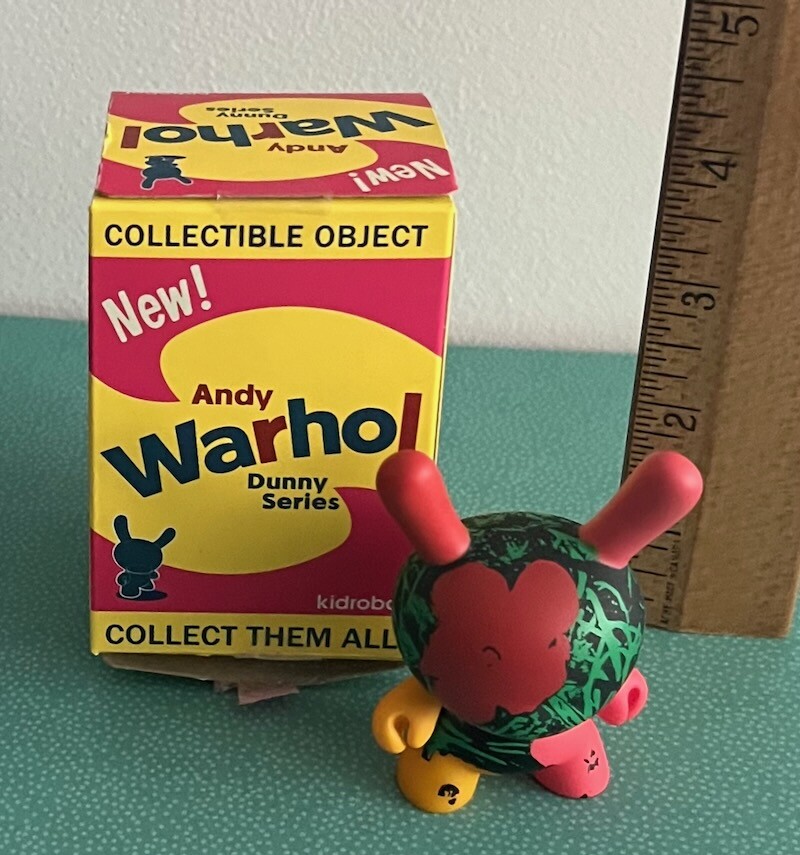 Warhol
Andy
Dunny
Series
New!
COLLECTIBLE OBJECT
New!
Andy
Warhol
Dunny
Series
kidrobo
COLLECT THEM ALL
5
4
3
2